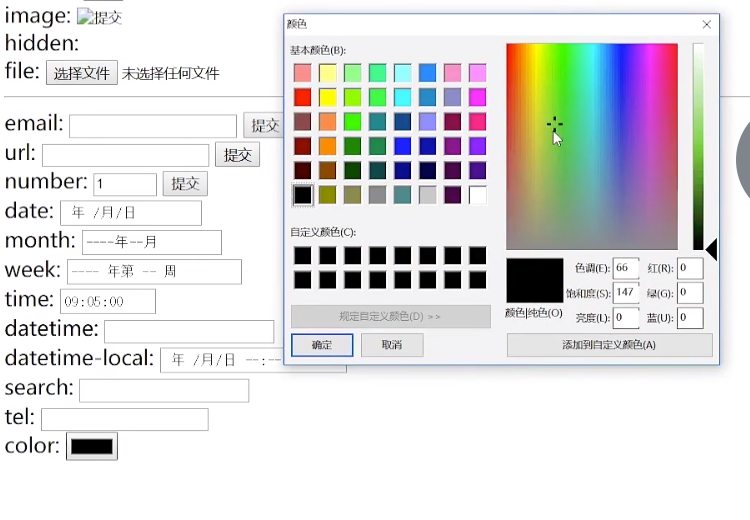 image: 提交
hidden:
file: 选择文件 未选择任何文件
email: 提交
url: 提交
number: 1 提交
date: 年 /月/日
month: ----年--月
week: ---- 年第 -- 周
time: 09:05:00
datetime:
datetime-local: 年 /月/日 --:--
search:
tel:
color:
颜色
基本颜色(B):
自定义颜色(C):
规定自定义颜色(D) >>
确定 取消
颜色|纯色(O)
色调(E): 66 红(R): 0
饱和度(S): 147 绿(G): 0
亮度(L): 0 蓝(U): 0
添加到自定义颜色(A)